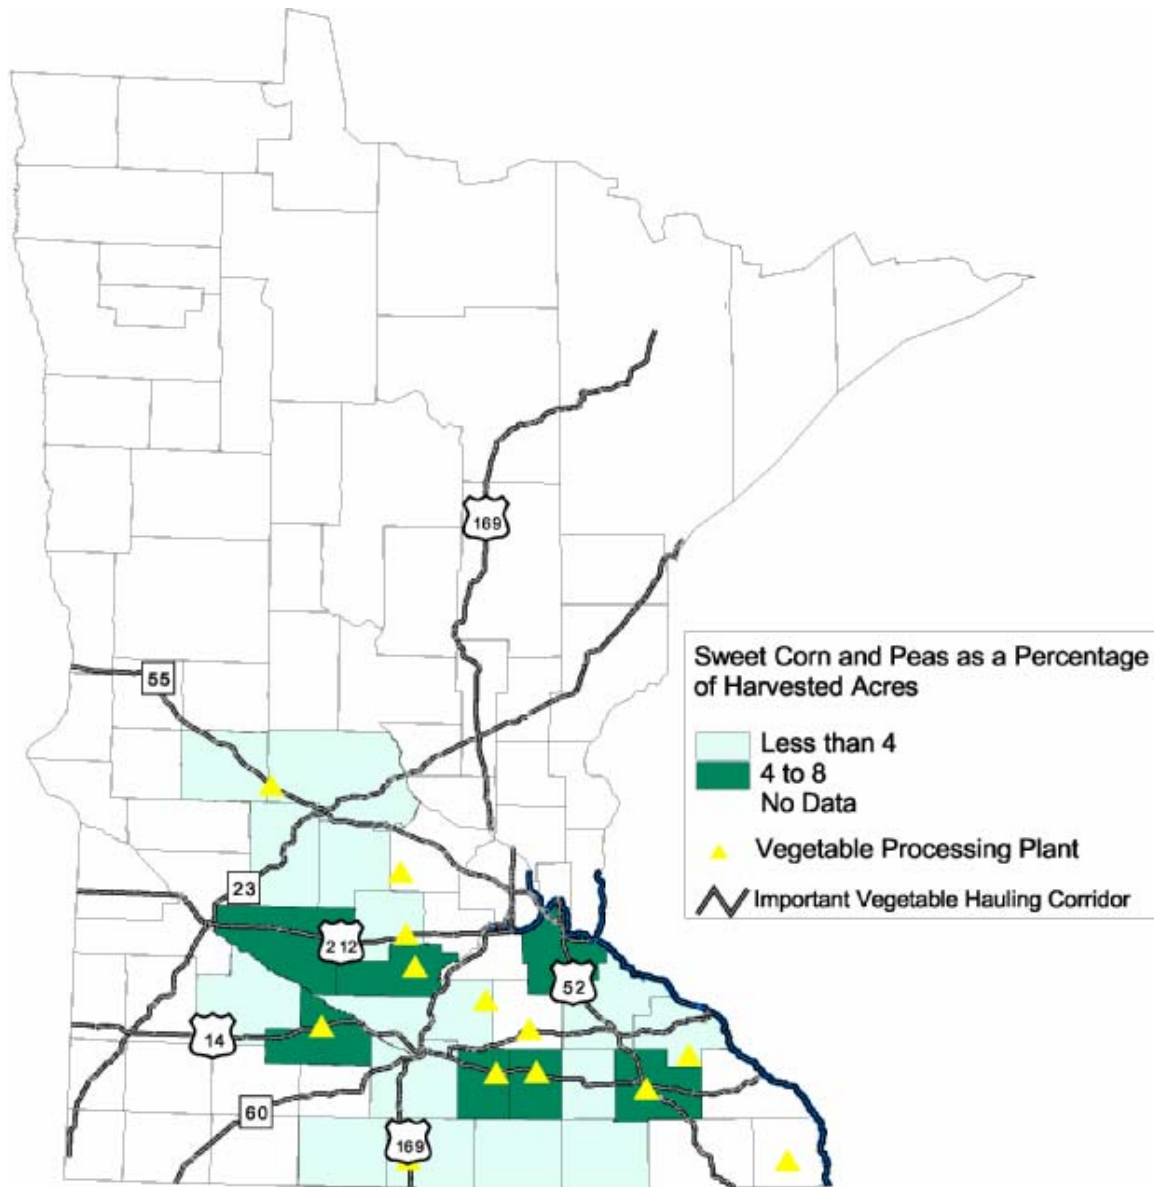 169
55
Sweet Corn and Peas as a Percentage
of Harvested Acres
Less than 4
4 to 8
No Data
Vegetable Processing Plant
Important Vegetable Hauling Corridor
23
212
52
14
60
169